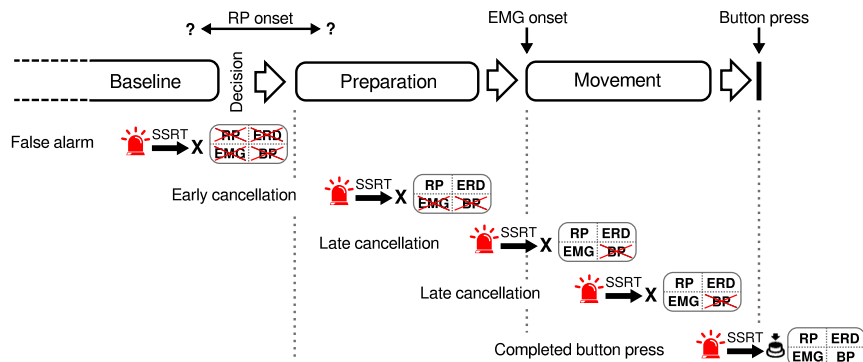 RP onset
? ?
EMG onset
Button press
Baseline
Decision
Preparation
Movement
False alarm
SSRT
X
RP ERD
EMG BP
Early cancellation
SSRT
X
RP ERD
EMG BP
Late cancellation
SSRT
X
RP ERD
EMG BP
Late cancellation
SSRT
X
RP ERD
EMG BP
Completed button press
SSRT
RP ERD
EMG BP